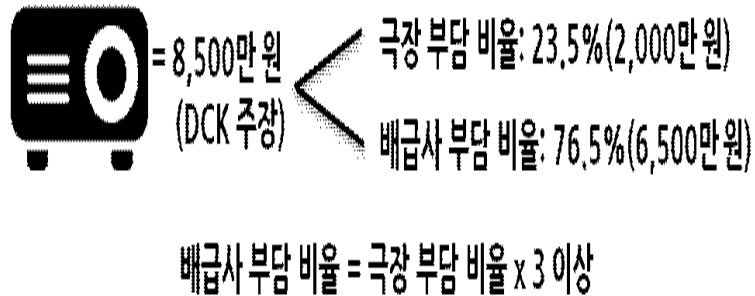 = 8,500만 원
(DCK 주장)
극장 부담 비율: 23.5%(2,000만 원)
배급사 부담 비율: 76.5%(6,500만 원)
배급사 부담 비율 = 극장 부담 비율 x 3 이상